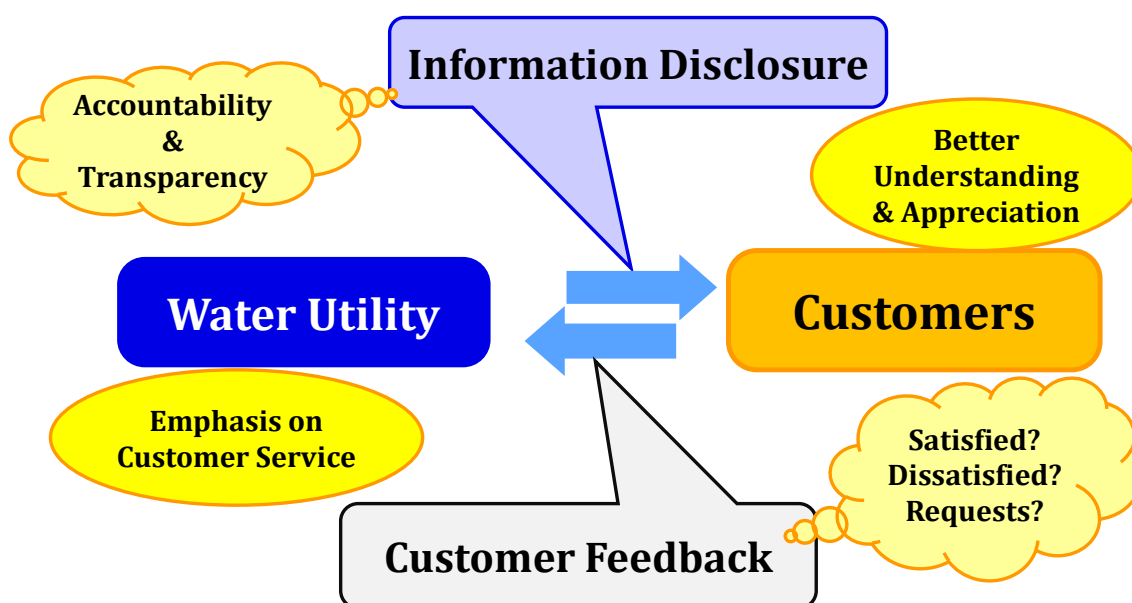 Information Disclosure
Accountability
&
Transparency
Better
Understanding
& Appreciation
Water Utility
Customers
Emphasis on
Customer Service
Satisfied?
Dissatisfied?
Requests?
Customer Feedback